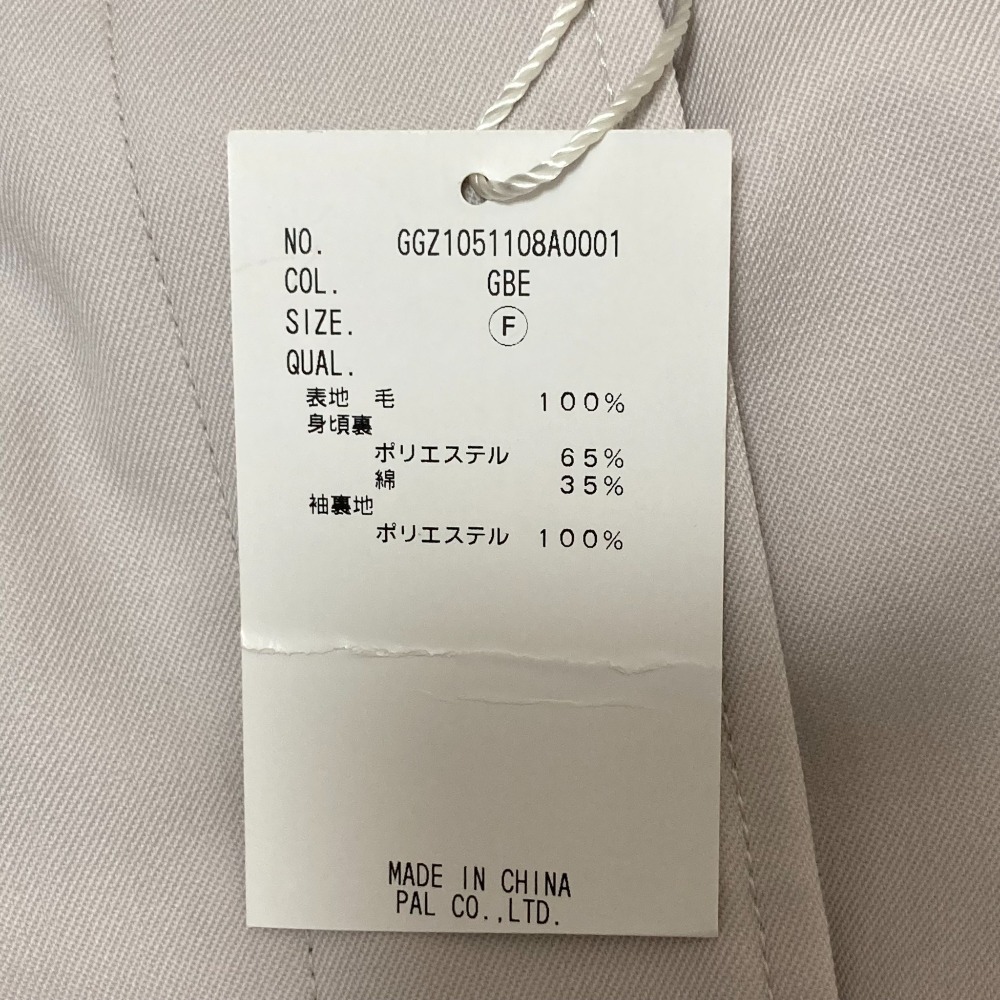 NO. GGZ1051108A0001
COL. GBE
SIZE. F
QUAL.
表地 毛 100%
身頃裏
ポリエステル 65%
綿 35%
袖裏地
ポリエステル 100%
MADE IN CHINA
PAL CO.,LTD.